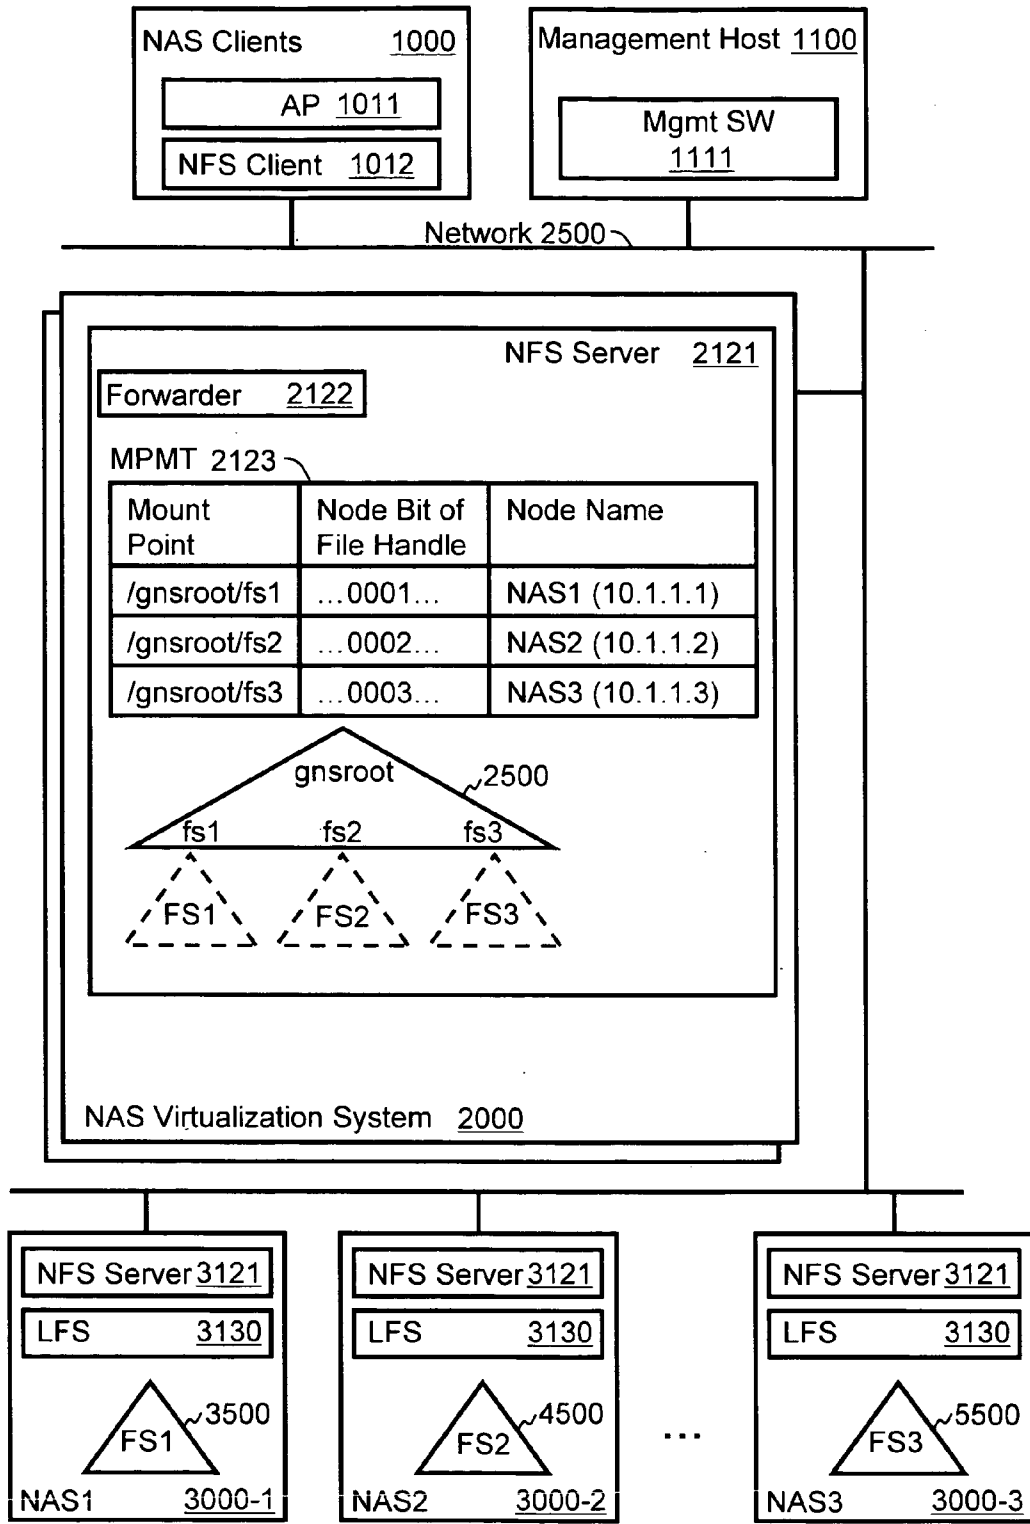 NAS Clients 1000
AP 1011
NFS Client 1012
Management Host 1100
Mgmt SW
1111
Network 2500
NFS Server 2121
Forwarder 2122
MPMT 2123
Mount Point
Node Bit of File Handle
Node Name
/gnsroot/fs1 ...0001... NAS1 (10.1.1.1)
/gnsroot/fs2 ...0002... NAS2 (10.1.1.2)
/gnsroot/fs3 ...0003... NAS3 (10.1.1.3)
gnsroot 2500
fs1 fs2 fs3
FS1 FS2 FS3
NAS Virtualization System 2000
NFS Server 3121
LFS 3130
FS1 3500
NAS1 3000-1
NFS Server 3121
LFS 3130
FS2 4500
NAS2 3000-2
...
NFS Server 3121
LFS 3130
FS3 5500
NAS3 3000-3